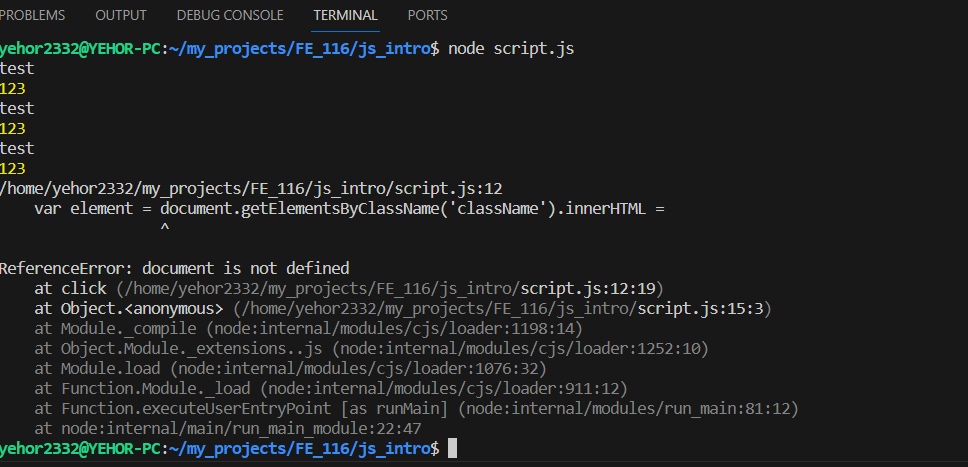 PROBLEMS OUTPUT DEBUG CONSOLE TERMINAL PORTS
yehor2332@YEHOR-PC:~/my_projects/FE_116/js_intro$ node script.js
test
123
test
123
test
123
/home/yehor2332/my_projects/FE_116/js_intro/script.js:12
    var element = document.getElementsByClassName('className').innerHTML =
                  ^
ReferenceError: document is not defined
    at click (/home/yehor2332/my_projects/FE_116/js_intro/script.js:12:19)
    at Object.<anonymous> (/home/yehor2332/my_projects/FE_116/js_intro/script.js:15:3)
    at Module._compile (node:internal/modules/cjs/loader:1198:14)
    at Object.Module._extensions..js (node:internal/modules/cjs/loader:1252:10)
    at Module.load (node:internal/modules/cjs/loader:1076:32)
    at Function.Module._load (node:internal/modules/cjs/loader:911:12)
    at Function.executeUserEntryPoint [as runMain] (node:internal/modules/run_main:81:12)
    at node:internal/main/run_main_module:22:47
yehor2332@YEHOR-PC:~/my_projects/FE_116/js_intro$